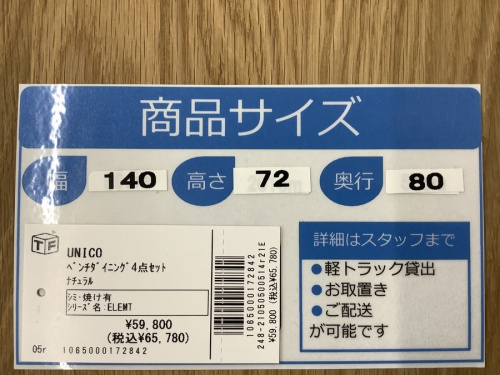 商品サイズ
幅 140 高さ 72 奥行 80
TF
UNICO
ベンチダイニング4点セット
ナチュラル
シミ・焼け有
シリーズ名:ELEMT
¥59,800
(税込¥65,780)
05r 1065000172842
1065000172842
248-21050500514r21E
¥59,800 (税込¥65,780)
詳細はスタッフまで
●軽トラック貸出
●お取置き
●ご配送
が可能です